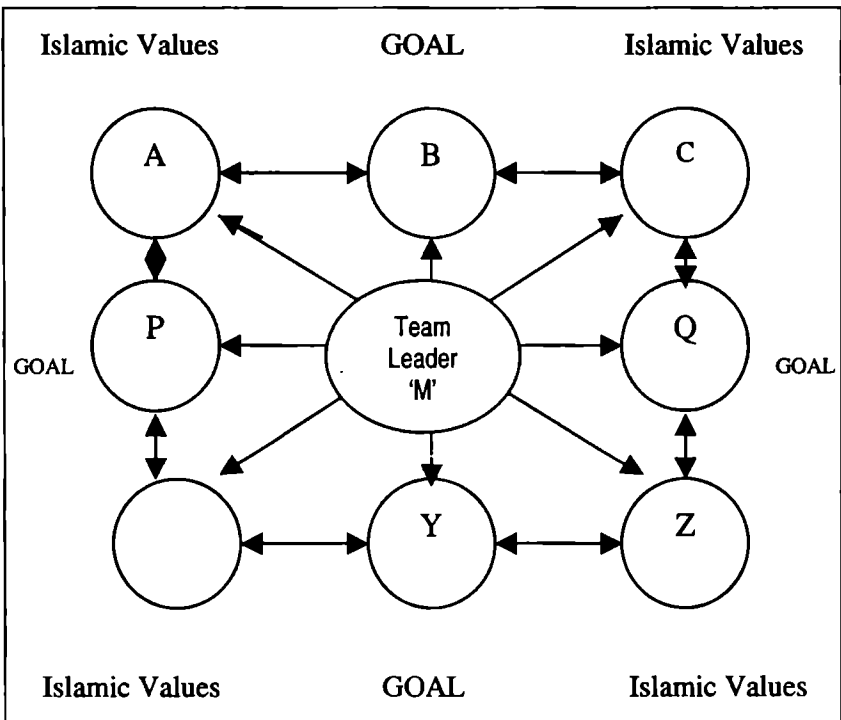 Islamic Values GOAL Islamic Values
A B C
Team
Leader
'M'
P Q
GOAL GOAL
Y Z
Islamic Values GOAL Islamic Values